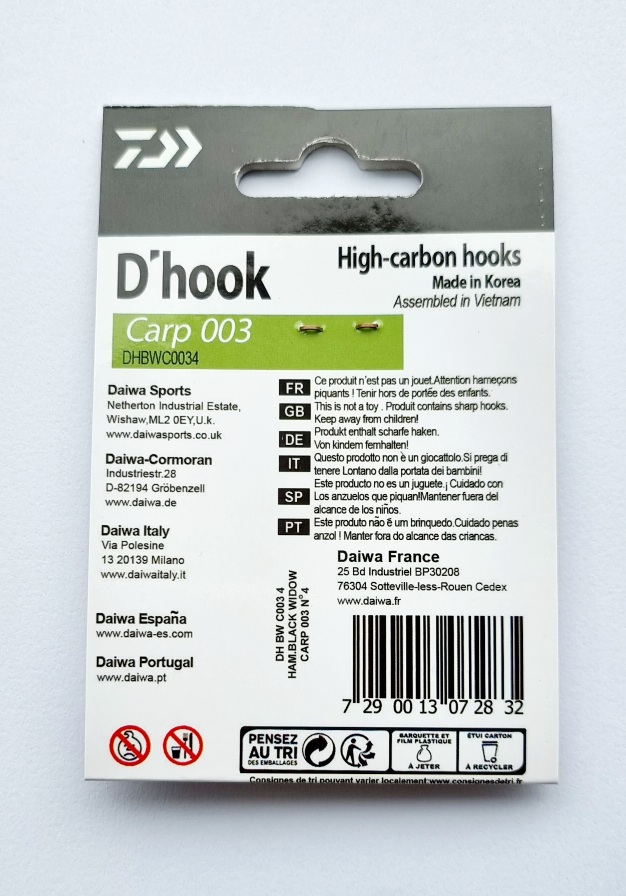 D'hook
High-carbon hooks
Made in Korea
Assembled in Vietnam
Carp 003
DHBWC0034
Daiwa Sports
Netherton Industrial Estate,
Wishaw,ML2 0EY,U.k.
www.daiwasports.co.uk
Daiwa-Cormoran
Industriestr.28
D-82194 Gröbenzell
www.daiwa.de
Daiwa Italy
Via Polesine
13 20139 Milano
www.daiwaitaly.it
Daiwa España
www.daiwa-es.com
Daiwa Portugal
www.daiwa.pt
FR Ce produit n'est pas un jouet.Attention hameçons
piquants ! Tenir hors de portée des enfants.
GB This is not a toy . Produit contains sharp hooks.
Keep away from children!
DE Produkt enthalt scharfe haken.
Von kindem fernhalten!
IT Questo prodotto non è un giocattolo.Si prega di
tenere Lontano dalla portata dei bambini!
SP Este producto no es un juguete.¡ Cuidado con
Los anzuelos que piquan!Mantener fuera del
alcance de los niños.
PT Este produto não é um brinquedo.Cuidado penas
anzol ! Manter fora do alcance das criancas.
Daiwa France
25 Bd Industriel BP30208
76304 Sotteville-less-Rouen Cedex
www.daiwa.fr
DH BW C003 4
HAM.BLACK WIDOW
CARP 003 N°4
7 29 00 13 07 28 32
PENSEZ
AU TRI
DES EMBALLAGES
BARQUETTE ET
FILM PLASTIQUE
À JETER
ÉTUI CARTON
À RECYCLER
Consignes de tri pouvant varier localement:www.consignesdetri.fr